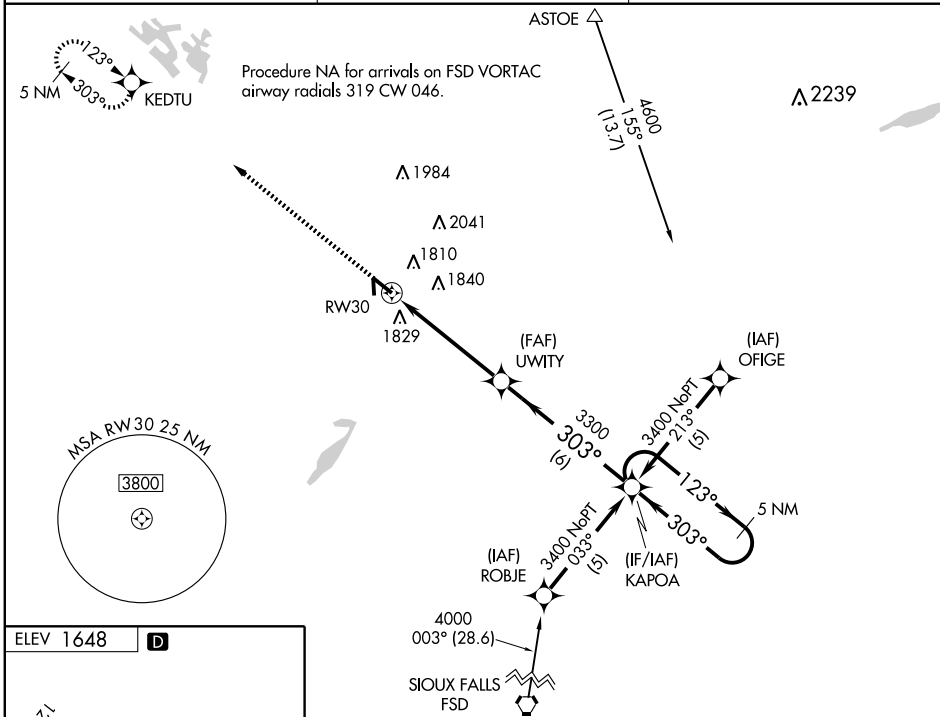 ASTOE
123°
303°
5 NM
KEDTU
Procedure NA for arrivals on FSD VORTAC
airway radials 319 CW 046.
4600
155°
(13.7)
2239
1984
2041
1810
1840
RW30
1829
(FAF)
UWITY
(IAF)
OFIGE
3300
303°
(6)
3400 NoPT
213°
(5)
MSA RW30 25 NM
3800
123°
303°
5 NM
(IF/IAF)
KAPOA
3400 NoPT
033°
(5)
(IAF)
ROBJE
4000
003° (28.6)
SIOUX FALLS
FSD
ELEV 1648
D
12